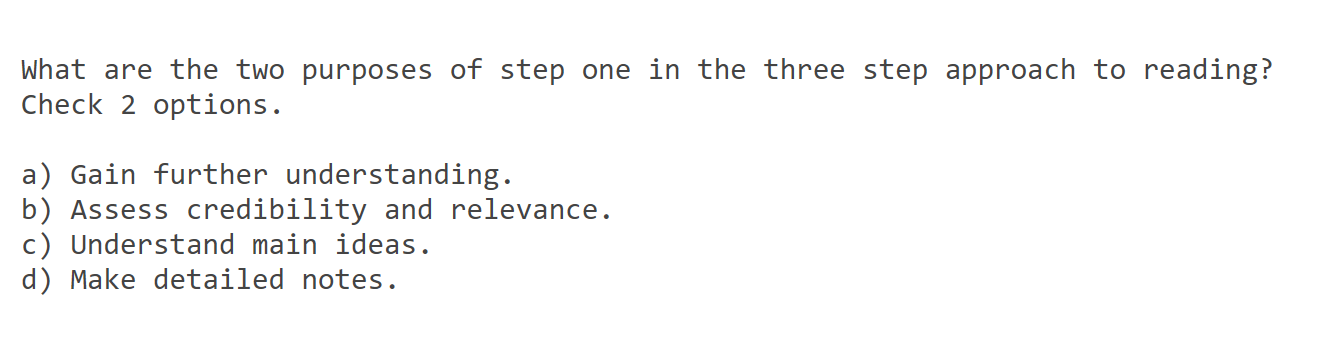 What are the two purposes of step one in the three step approach to reading?
Check 2 options.
a) Gain further understanding.
b) Assess credibility and relevance.
c) Understand main ideas.
d) Make detailed notes.